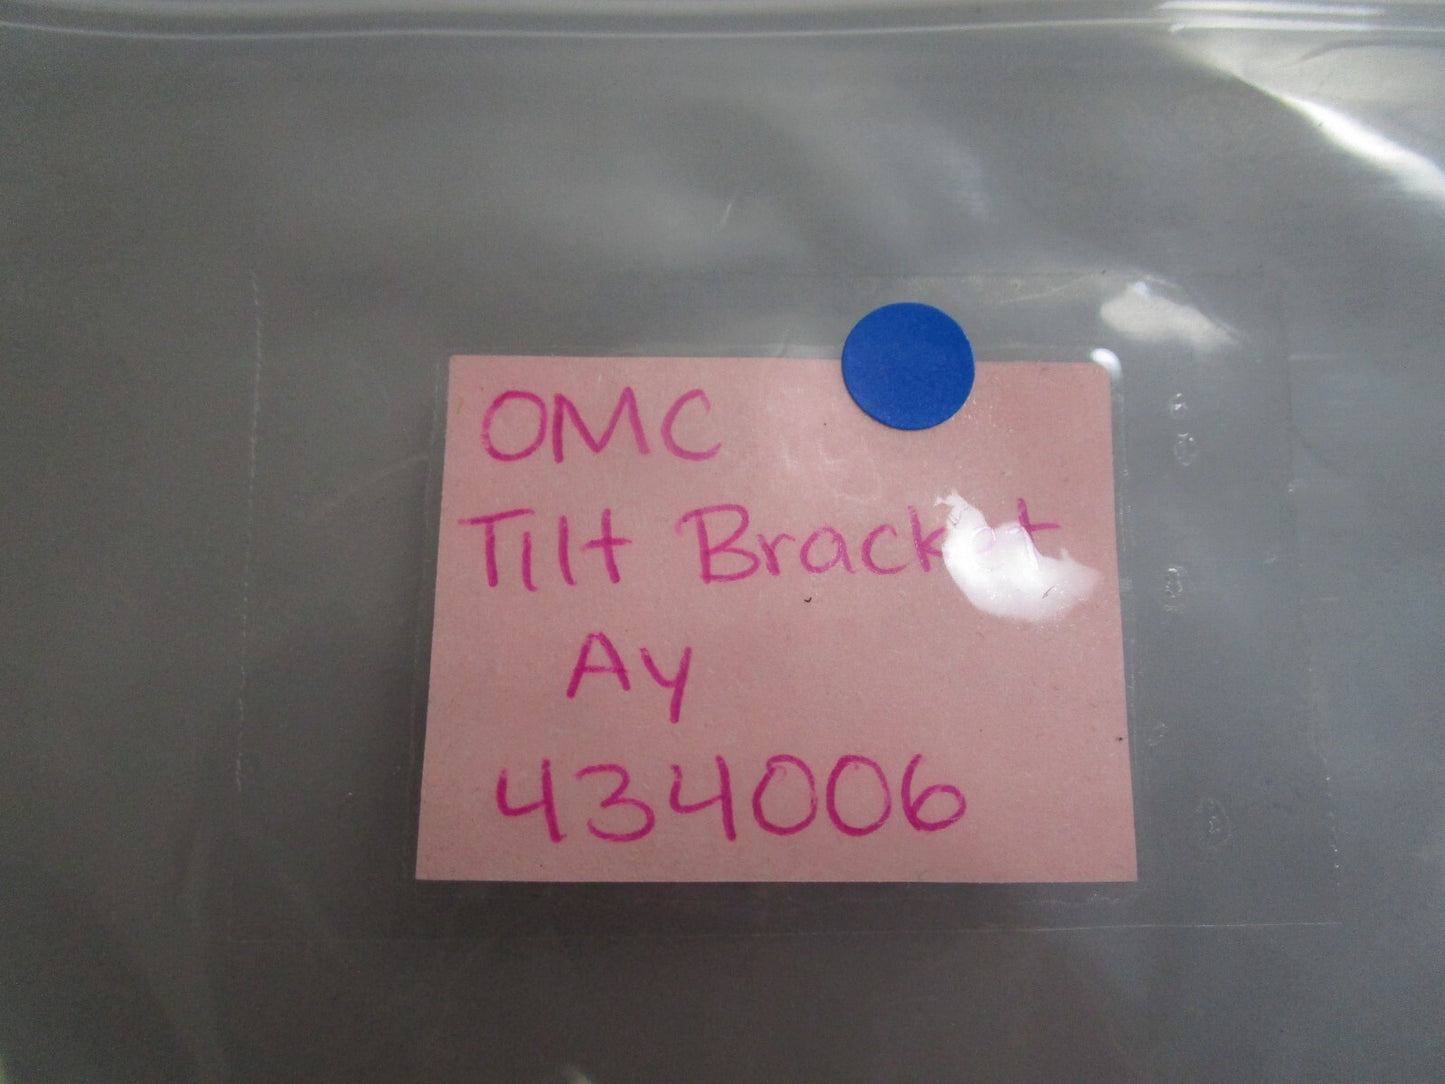 OMC
Tilt Bracket
Ay
434006